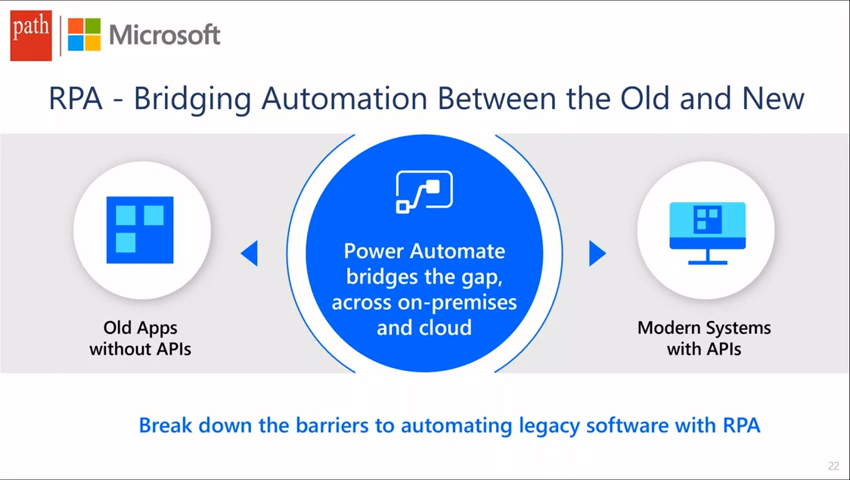 path
Microsoft
RPA - Bridging Automation Between the Old and New
Power Automate
bridges the gap,
across on-premises
and cloud
Old Apps
without APIs
Modern Systems
with APIs
Break down the barriers to automating legacy software with RPA
22